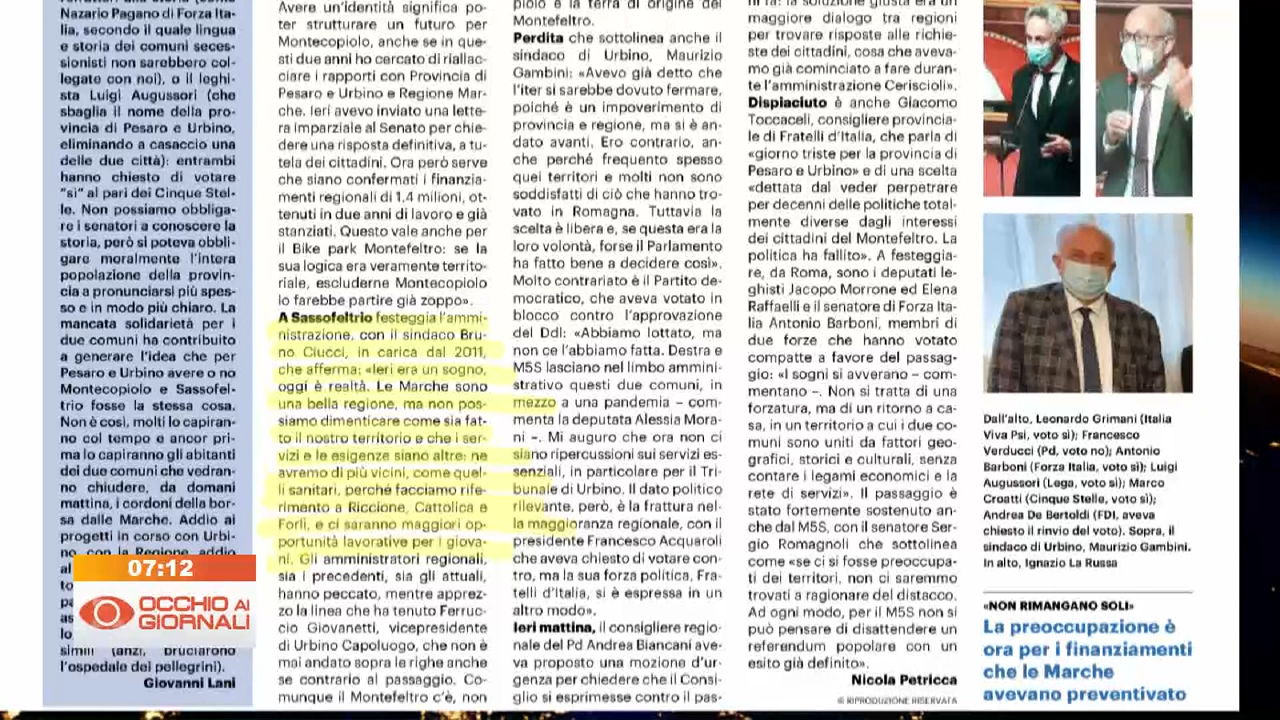 Nazario Pagano di Forza Ita-
lia, secondo il quale lingua
e storia dei comuni seces-
sionisti non sarebbero col-
legate con noi), o il leghi-
sta Luigi Augussori (che
sbaglia il nome della pro-
vincia di Pesaro e Urbino,
eliminando a casaccio una
delle due città): entrambi
hanno chiesto di votare
"sì" al pari dei Cinque Stel-
le. Non possiamo obbliga-
re i senatori a conoscere la
storia, però si poteva obbli-
gare moralmente l'intera
popolazione della provin-
cia a pronunciarsi più spes-
so e in modo più chiaro. La
mancata solidarietà per i
due comuni ha contribuito
a generare l'idea che per
Pesaro e Urbino avere o no
Montecopiolo e Sassofel-
trio fosse la stessa cosa.
Non è così, molti lo capiran-
no col tempo e ancor pri-
ma lo capiranno gli abitanti
dei due comuni che vedran-
no chiudere, da domani
mattina, i cordoni della bor-
sa dalle Marche. Addio ai
progetti in corso con Urbi-
no, con la Regione, addio
simili (anzi, bruciarono
l'ospedale dei pellegrini).
Giovanni Lani
Avere un'identità significa po-
ter strutturare un futuro per
Montecopiolo, anche se in que-
sti due anni ho cercato di riallac-
ciare i rapporti con Provincia di
Pesaro e Urbino e Regione Mar-
che. Ieri avevo inviato una lette-
ra imparziale al Senato per chie-
dere una risposta definitiva, a tu-
tela dei cittadini. Ora però serve
che siano confermati i finanzia-
menti regionali di 1,4 milioni, ot-
tenuti in due anni di lavoro e già
stanziati. Questo vale anche per
il Bike park Montefeltro: se la
sua logica era veramente territo-
riale, escluderne Montecopiolo
lo farebbe partire già zoppo».
A Sassofeltrio festeggia l'ammi-
nistrazione, con il sindaco Bru-
no Ciucci, in carica dal 2011,
che afferma: «Ieri era un sogno,
oggi è realtà. Le Marche sono
una bella regione, ma non pos-
siamo dimenticare come sia fat-
to il nostro territorio e che i ser-
vizi e le esigenze siano altre: ne
avremo di più vicini, come quel-
li sanitari, perché facciamo rife-
rimento a Riccione, Cattolica e
Forlì, e ci saranno maggiori op-
portunità lavorative per i giova-
ni. Gli amministratori regionali,
sia i precedenti, sia gli attuali,
hanno peccato, mentre apprez-
zo la linea che ha tenuto Ferruc-
cio Giovanetti, vicepresidente
di Urbino Capoluogo, che non è
mai andato sopra le righe anche
se contrario al passaggio. Co-
munque il Montefeltro c'è, non
piolo e la terra di origine del
Montefeltro.
Perdita che sottolinea anche il
sindaco di Urbino, Maurizio
Gambini: «Avevo già detto che
l'iter si sarebbe dovuto fermare,
poiché è un impoverimento di
provincia e regione, ma si è an-
dato avanti. Ero contrario, an-
che perché frequento spesso
quei territori e molti non sono
soddisfatti di ciò che hanno tro-
vato in Romagna. Tuttavia la
scelta è libera e, se questa era la
loro volontà, forse il Parlamento
ha fatto bene a decidere così».
Molto contrariato è il Partito de-
mocratico, che aveva votato in
blocco contro l'approvazione
del Ddl: «Abbiamo lottato, ma
non ce l'abbiamo fatta. Destra e
M5S lasciano nel limbo ammini-
strativo questi due comuni, in
mezzo a una pandemia – com-
menta la deputata Alessia Mora-
ni –. Mi auguro che ora non ci
siano ripercussioni sui servizi es-
senziali, in particolare per il Tri-
bunale di Urbino. Il dato politico
rilevante, però, è la frattura nel-
la maggioranza regionale, con il
presidente Francesco Acquaroli
che aveva chiesto di votare con-
tro, ma la sua forza politica, Fra-
telli d'Italia, si è espressa in un
altro modo».
Ieri mattina, il consigliere regio-
nale del Pd Andrea Biancani ave-
va proposto una mozione d'ur-
genza per chiedere che il Consi-
glio si esprimesse contro il pas-
ni fa: la soluzione giusta era un
maggiore dialogo tra regioni
per trovare risposte alle richie-
ste dei cittadini, cosa che aveva-
mo già cominciato a fare duran-
te l'amministrazione Ceriscioli».
Dispiaciuto è anche Giacomo
Toccaceli, consigliere provincia-
le di Fratelli d'Italia, che parla di
«giorno triste per la provincia di
Pesaro e Urbino» e di una scelta
«dettata dal veder perpetrare
per decenni delle politiche total-
mente diverse dagli interessi
dei cittadini del Montefeltro. La
politica ha fallito». A festeggia-
re, da Roma, sono i deputati le-
ghisti Jacopo Morrone ed Elena
Raffaelli e il senatore di Forza Ita-
lia Antonio Barboni, membri di
due forze che hanno votato
compatte a favore del passag-
gio: «I sogni si avverano – com-
mentano –. Non si tratta di una
forzatura, ma di un ritorno a ca-
sa, in un territorio a cui i due co-
muni sono uniti da fattori geo-
grafici, storici e culturali, senza
contare i legami economici e la
rete di servizi». Il passaggio è
stato fortemente sostenuto an-
che dal M5S, con il senatore Ser-
gio Romagnoli che sottolinea
come «se ci si fosse preoccupa-
ti dei territori, non ci saremmo
trovati a ragionare del distacco.
Ad ogni modo, per il M5S non si
può pensare di disattendere un
referendum popolare con un
esito già definito».
Nicola Petricca
© RIPRODUZIONE RISERVATA
Dall'alto, Leonardo Grimani (Italia
Viva Psi, voto sì); Francesco
Verducci (Pd, voto no); Antonio
Barboni (Forza Italia, voto sì); Luigi
Augussori (Lega, voto sì); Marco
Croatti (Cinque Stelle, voto sì);
Andrea De Bertoldi (FDI, aveva
chiesto il rinvio del voto). Sopra, il
sindaco di Urbino, Maurizio Gambini.
In alto, Ignazio La Russa
«NON RIMANGANO SOLI»
La preoccupazione è
ora per i finanziamenti
che le Marche
avevano preventivato
07:12
OCCHIO AI
GIORNALI